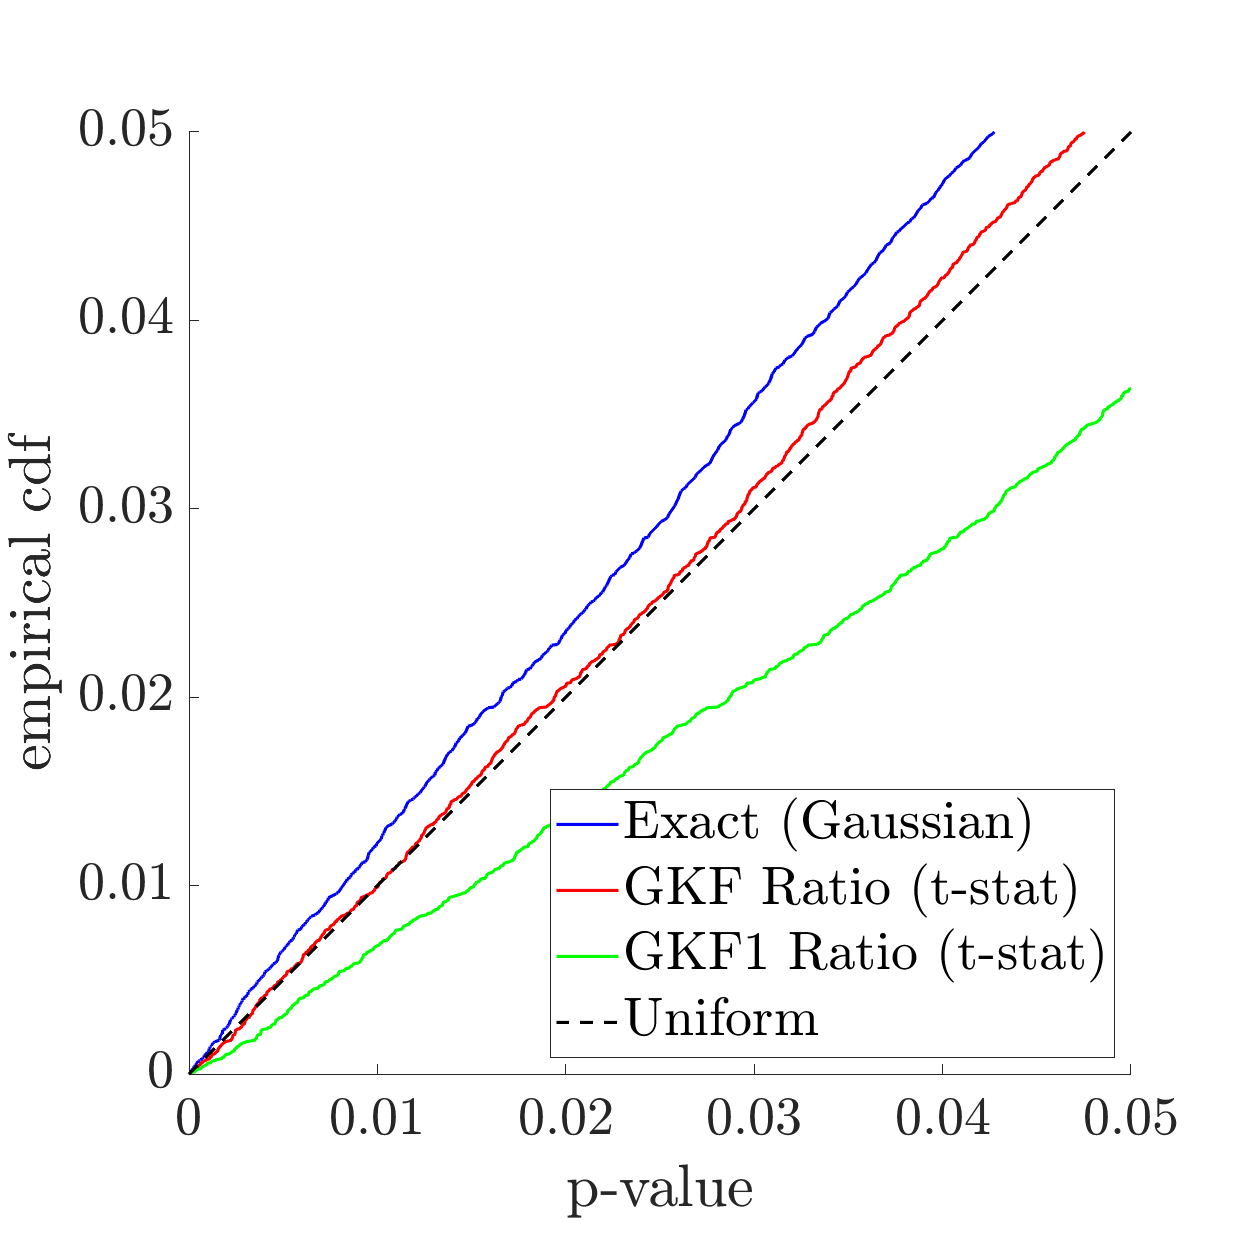 0.05
0.04
0.03
0.02
0.01
0
empirical cdf
Exact (Gaussian)
GKF Ratio (t-stat)
GKF1 Ratio (t-stat)
Uniform
0 0.01 0.02 0.03 0.04 0.05
p-value